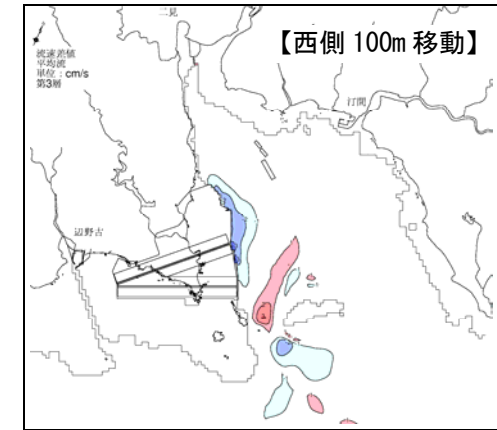 二見
【西側 100m 移動】
流速差値
平均流
単位：cm/s
第3層
汀間
辺野古